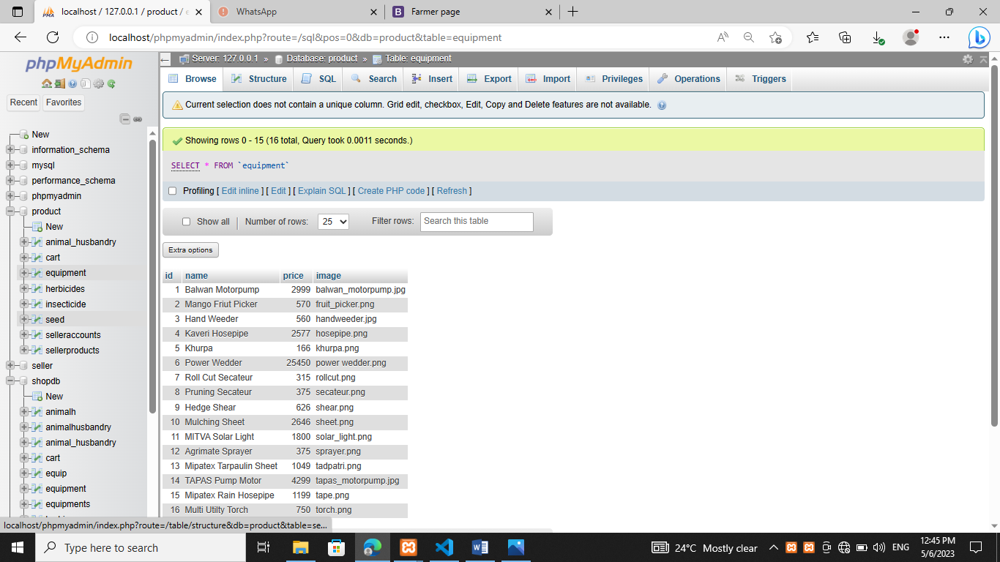 localhost / 127.0.0.1 / product / e
WhatsApp
Farmer page
localhost/phpmyadmin/index.php?route=/sql&pos=0&db=product&table=equipment
phpMyAdmin
Recent
Favorites
New
information_schema
mysql
performance_schema
phpmyadmin
product
New
animal_husbandry
cart
equipment
herbicides
insecticide
seed
selleraccounts
sellerproducts
seller
shopdb
New
animalh
animalhusbandry
animal_husbandry
cart
equip
equipment
equipments
localhost/phpmyadmin/index.php?route=/table/structure&db=product&table=se...
Server: 127.0.0.1 » Database: product » Table: equipment
Browse Structure SQL Search Insert Export Import Privileges Operations Triggers
Current selection does not contain a unique column. Grid edit, checkbox, Edit, Copy and Delete features are not available.
Showing rows 0 - 15 (16 total, Query took 0.0011 seconds.)
SELECT * FROM `equipment`
Profiling [ Edit inline ] [ Edit ] [ Explain SQL ] [ Create PHP code ] [ Refresh ]
Show all Number of rows: 25 Filter rows: Search this table
Extra options
id name price image
1 Balwan Motorpump 2999 balwan_motorpump.jpg
2 Mango Friut Picker 570 fruit_picker.png
3 Hand Weeder 560 handweeder.jpg
4 Kaveri Hosepipe 2577 hosepipe.png
5 Khurpa 166 khurpa.png
6 Power Wedder 25450 power wedder.png
7 Roll Cut Secateur 315 rollcut.png
8 Pruning Secateur 375 secateur.png
9 Hedge Shear 626 shear.png
10 Mulching Sheet 2646 sheet.png
11 MITVA Solar Light 1800 solar_light.png
12 Agrimate Sprayer 375 sprayer.png
13 Mipatex Tarpaulin Sheet 1049 tadpatri.png
14 TAPAS Pump Motor 4299 tapas_motorpump.jpg
15 Mipatex Rain Hosepipe 1199 tape.png
16 Multi Utilty Torch 750 torch.png
Type here to search
24°C Mostly clear
ENG
12:45 PM
5/6/2023